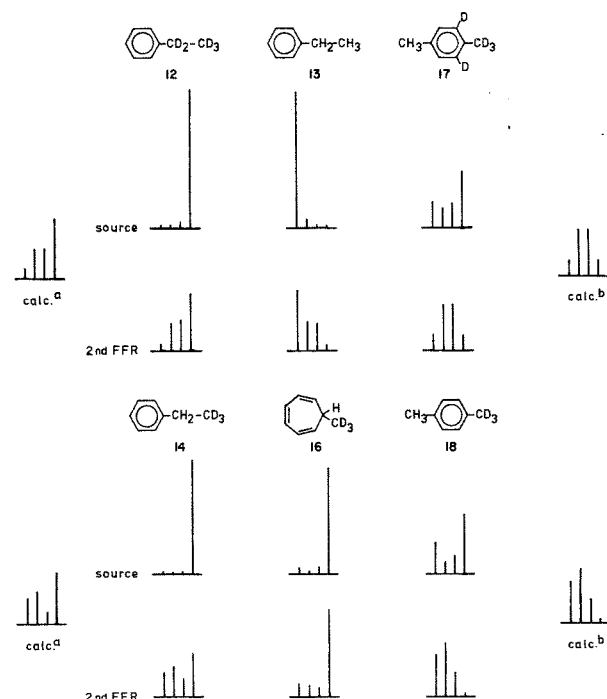 D
CD₂-CD₃
CH₂-CH₃
CH₃
CD₃
D
12
13
17
source
calc.ᵃ
calc.ᵇ
2nd FFR
CH₂-CD₃
H
CD₃
CH₃
CD₃
14
16
18
source
calc.ᵃ
calc.ᵇ
2nd FFR